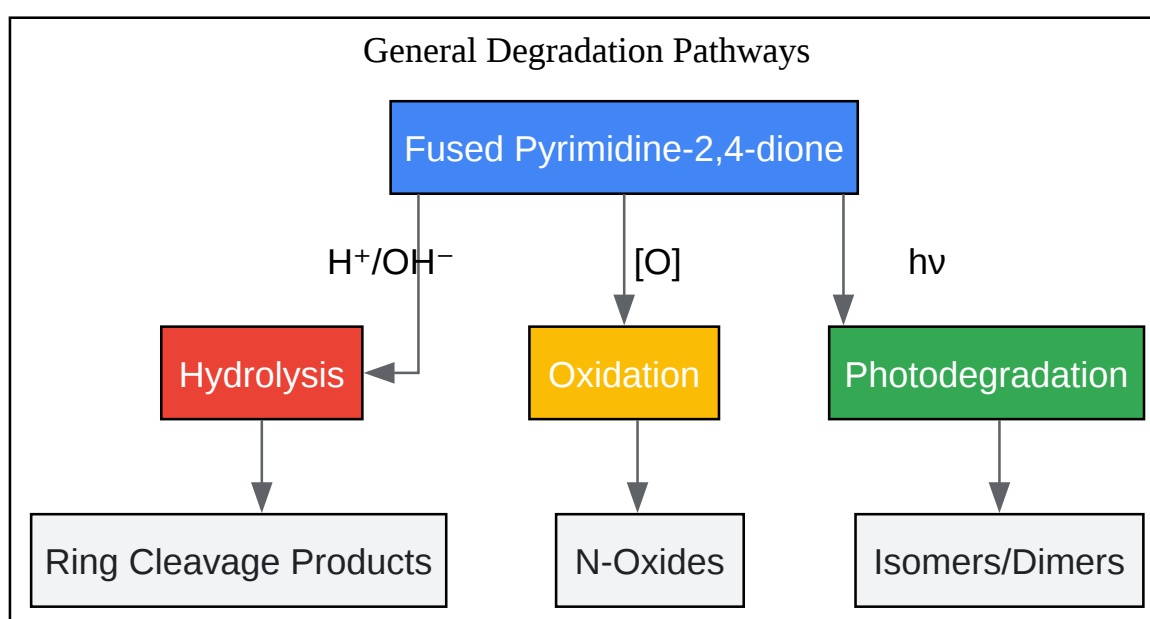 General Degradation Pathways
Fused Pyrimidine-2,4-dione
H⁺/OH⁻
[O]
hν
Hydrolysis
Oxidation
Photodegradation
Ring Cleavage Products
N-Oxides
Isomers/Dimers